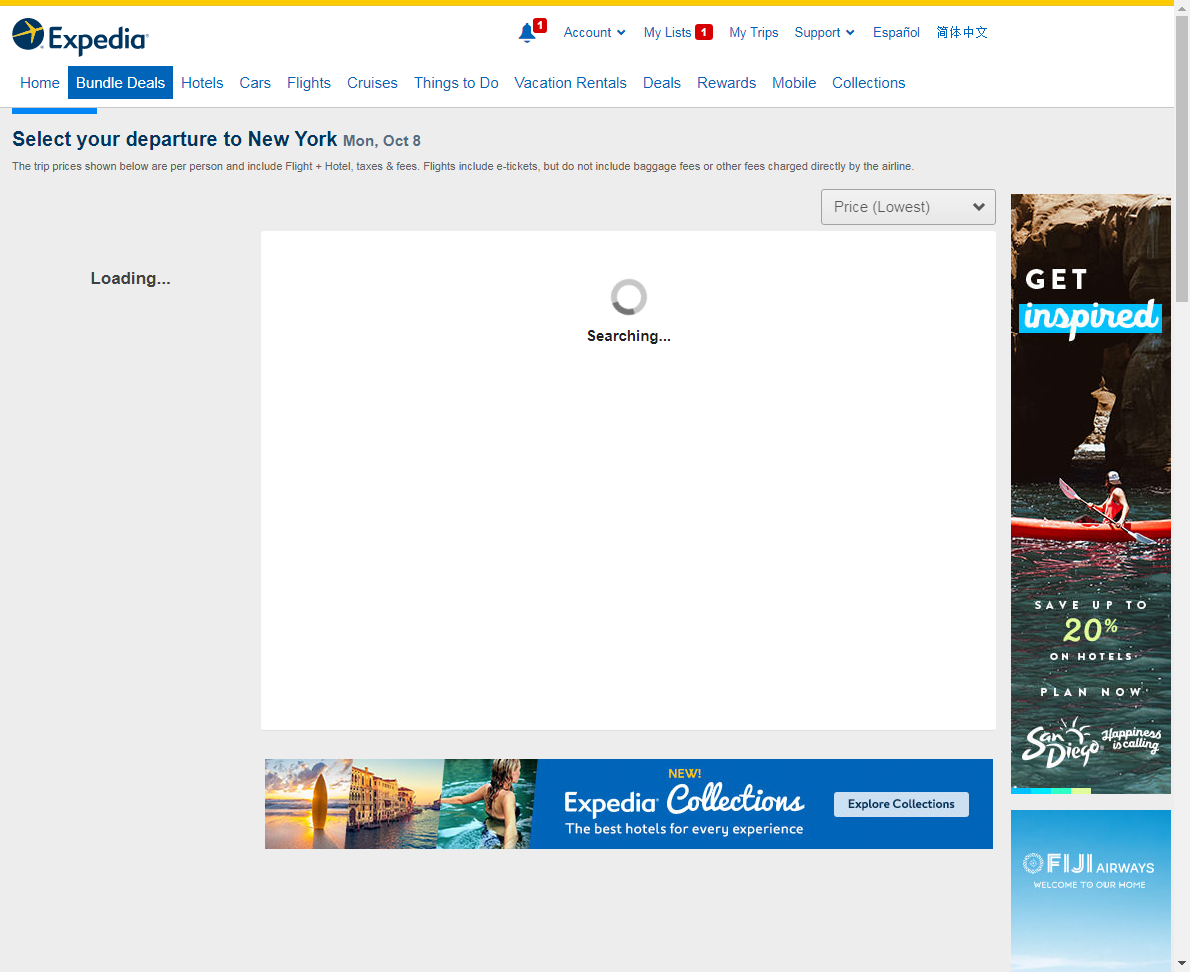 Expedia
1
Account
My Lists 1
My Trips
Support
Español
简体中文
Home
Bundle Deals
Hotels
Cars
Flights
Cruises
Things to Do
Vacation Rentals
Deals
Rewards
Mobile
Collections
Select your departure to New York Mon, Oct 8
The trip prices shown below are per person and include Flight + Hotel, taxes & fees. Flights include e-tickets, but do not include baggage fees or other fees charged directly by the airline.
Price (Lowest)
Loading...
Searching...
GET
inspired
SAVE UP TO
20%
ON HOTELS*
PLAN NOW
San Diego
Happiness
is calling
NEW!
Expedia Collections
The best hotels for every experience
Explore Collections
FIJI AIRWAYS
WELCOME TO OUR HOME